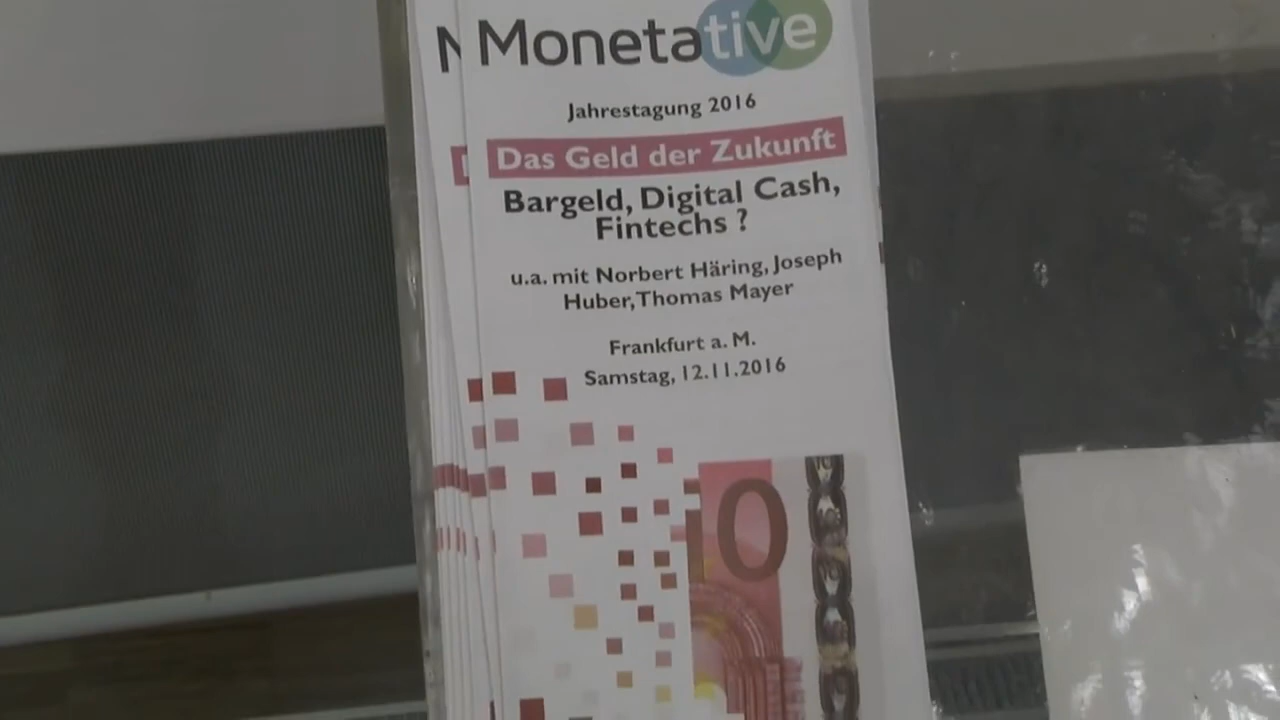 Monetative
Jahrestagung 2016
Das Geld der Zukunft
Bargeld, Digital Cash,
Fintechs ?
u.a. mit Norbert Häring, Joseph
Huber, Thomas Mayer
Frankfurt a. M.
Samstag, 12.11.2016
10